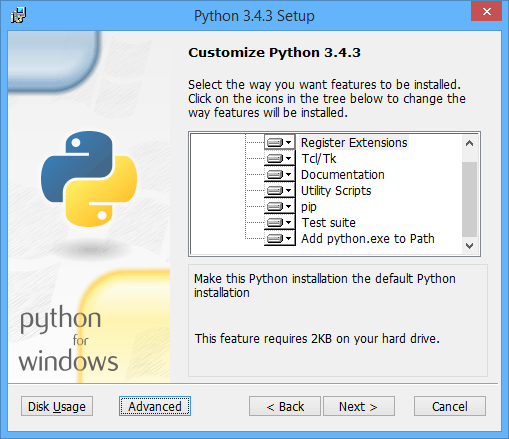 Python 3.4.3 Setup
Customize Python 3.4.3
Select the way you want features to be installed.
Click on the icons in the tree below to change the
way features will be installed.
Register Extensions
Tcl/Tk
Documentation
Utility Scripts
pip
Test suite
Add python.exe to Path
Make this Python installation the default Python
installation
This feature requires 2KB on your hard drive.
python
for
windows
Disk Usage
Advanced
< Back
Next >
Cancel